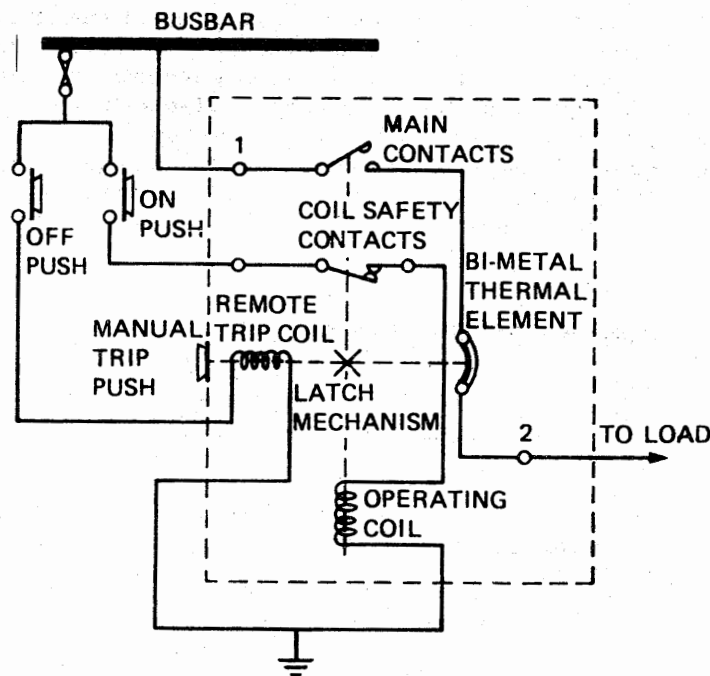 BUSBAR
1
MAIN
CONTACTS
ON
PUSH
OFF
PUSH
COIL SAFETY
CONTACTS
BI-METAL
THERMAL
ELEMENT
REMOTE
TRIP COIL
MANUAL
TRIP
PUSH
LATCH
MECHANISM
2
TO LOAD
OPERATING
COIL